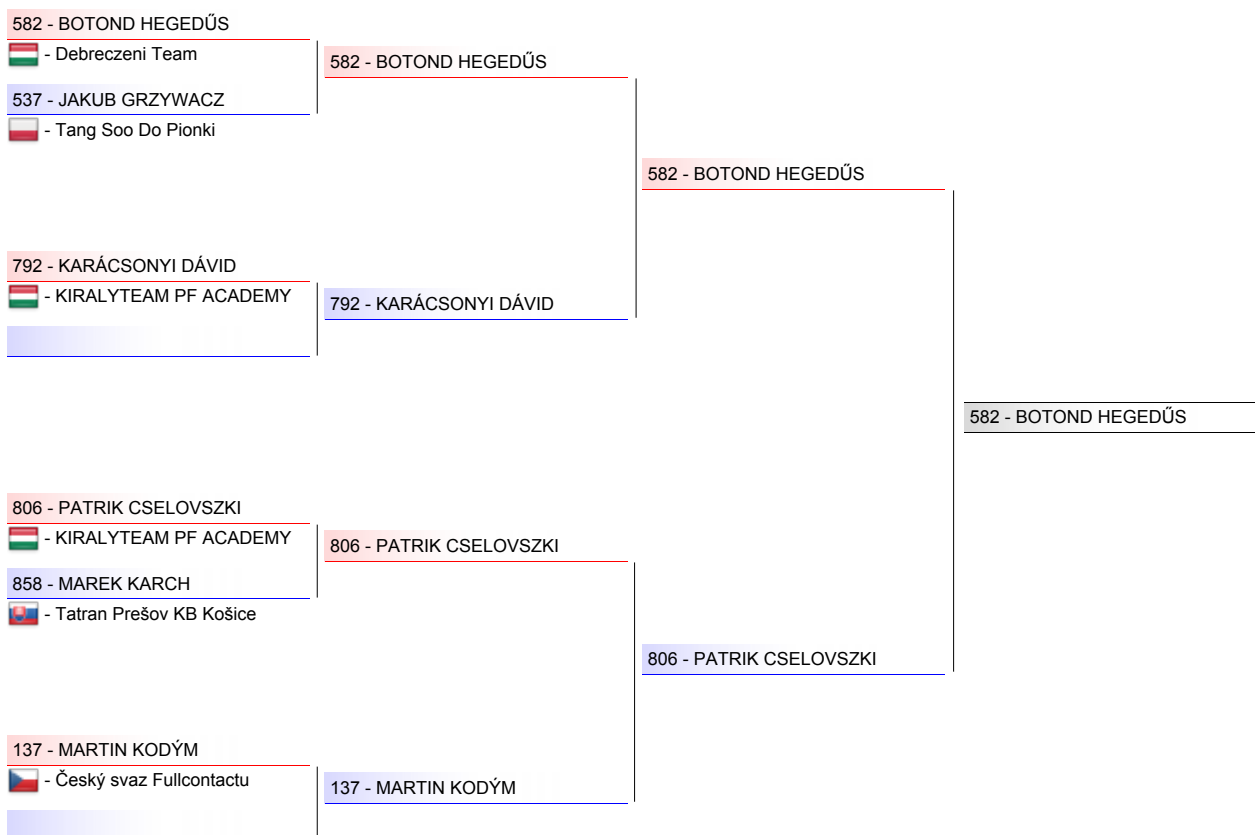 582 - BOTOND HEGEDŰS
- Debreczeni Team
582 - BOTOND HEGEDŰS
537 - JAKUB GRZYWACZ
- Tang Soo Do Pionki
582 - BOTOND HEGEDŰS
792 - KARÁCSONYI DÁVID
- KIRALYTEAM PF ACADEMY
792 - KARÁCSONYI DÁVID
582 - BOTOND HEGEDŰS
806 - PATRIK CSELOVSZKI
- KIRALYTEAM PF ACADEMY
806 - PATRIK CSELOVSZKI
858 - MAREK KARCH
- Tatran Prešov KB Košice
806 - PATRIK CSELOVSZKI
137 - MARTIN KODÝM
- Český svaz Fullcontactu
137 - MARTIN KODÝM